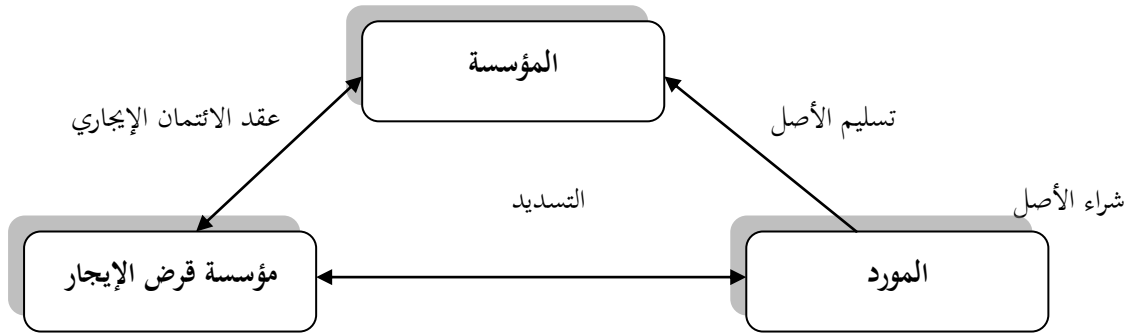 المؤسسة
عقد الائتمان الإيجاري
تسليم الأصل
شراء الأصل
التسديد
المورد
مؤسسة قرض الإيجار